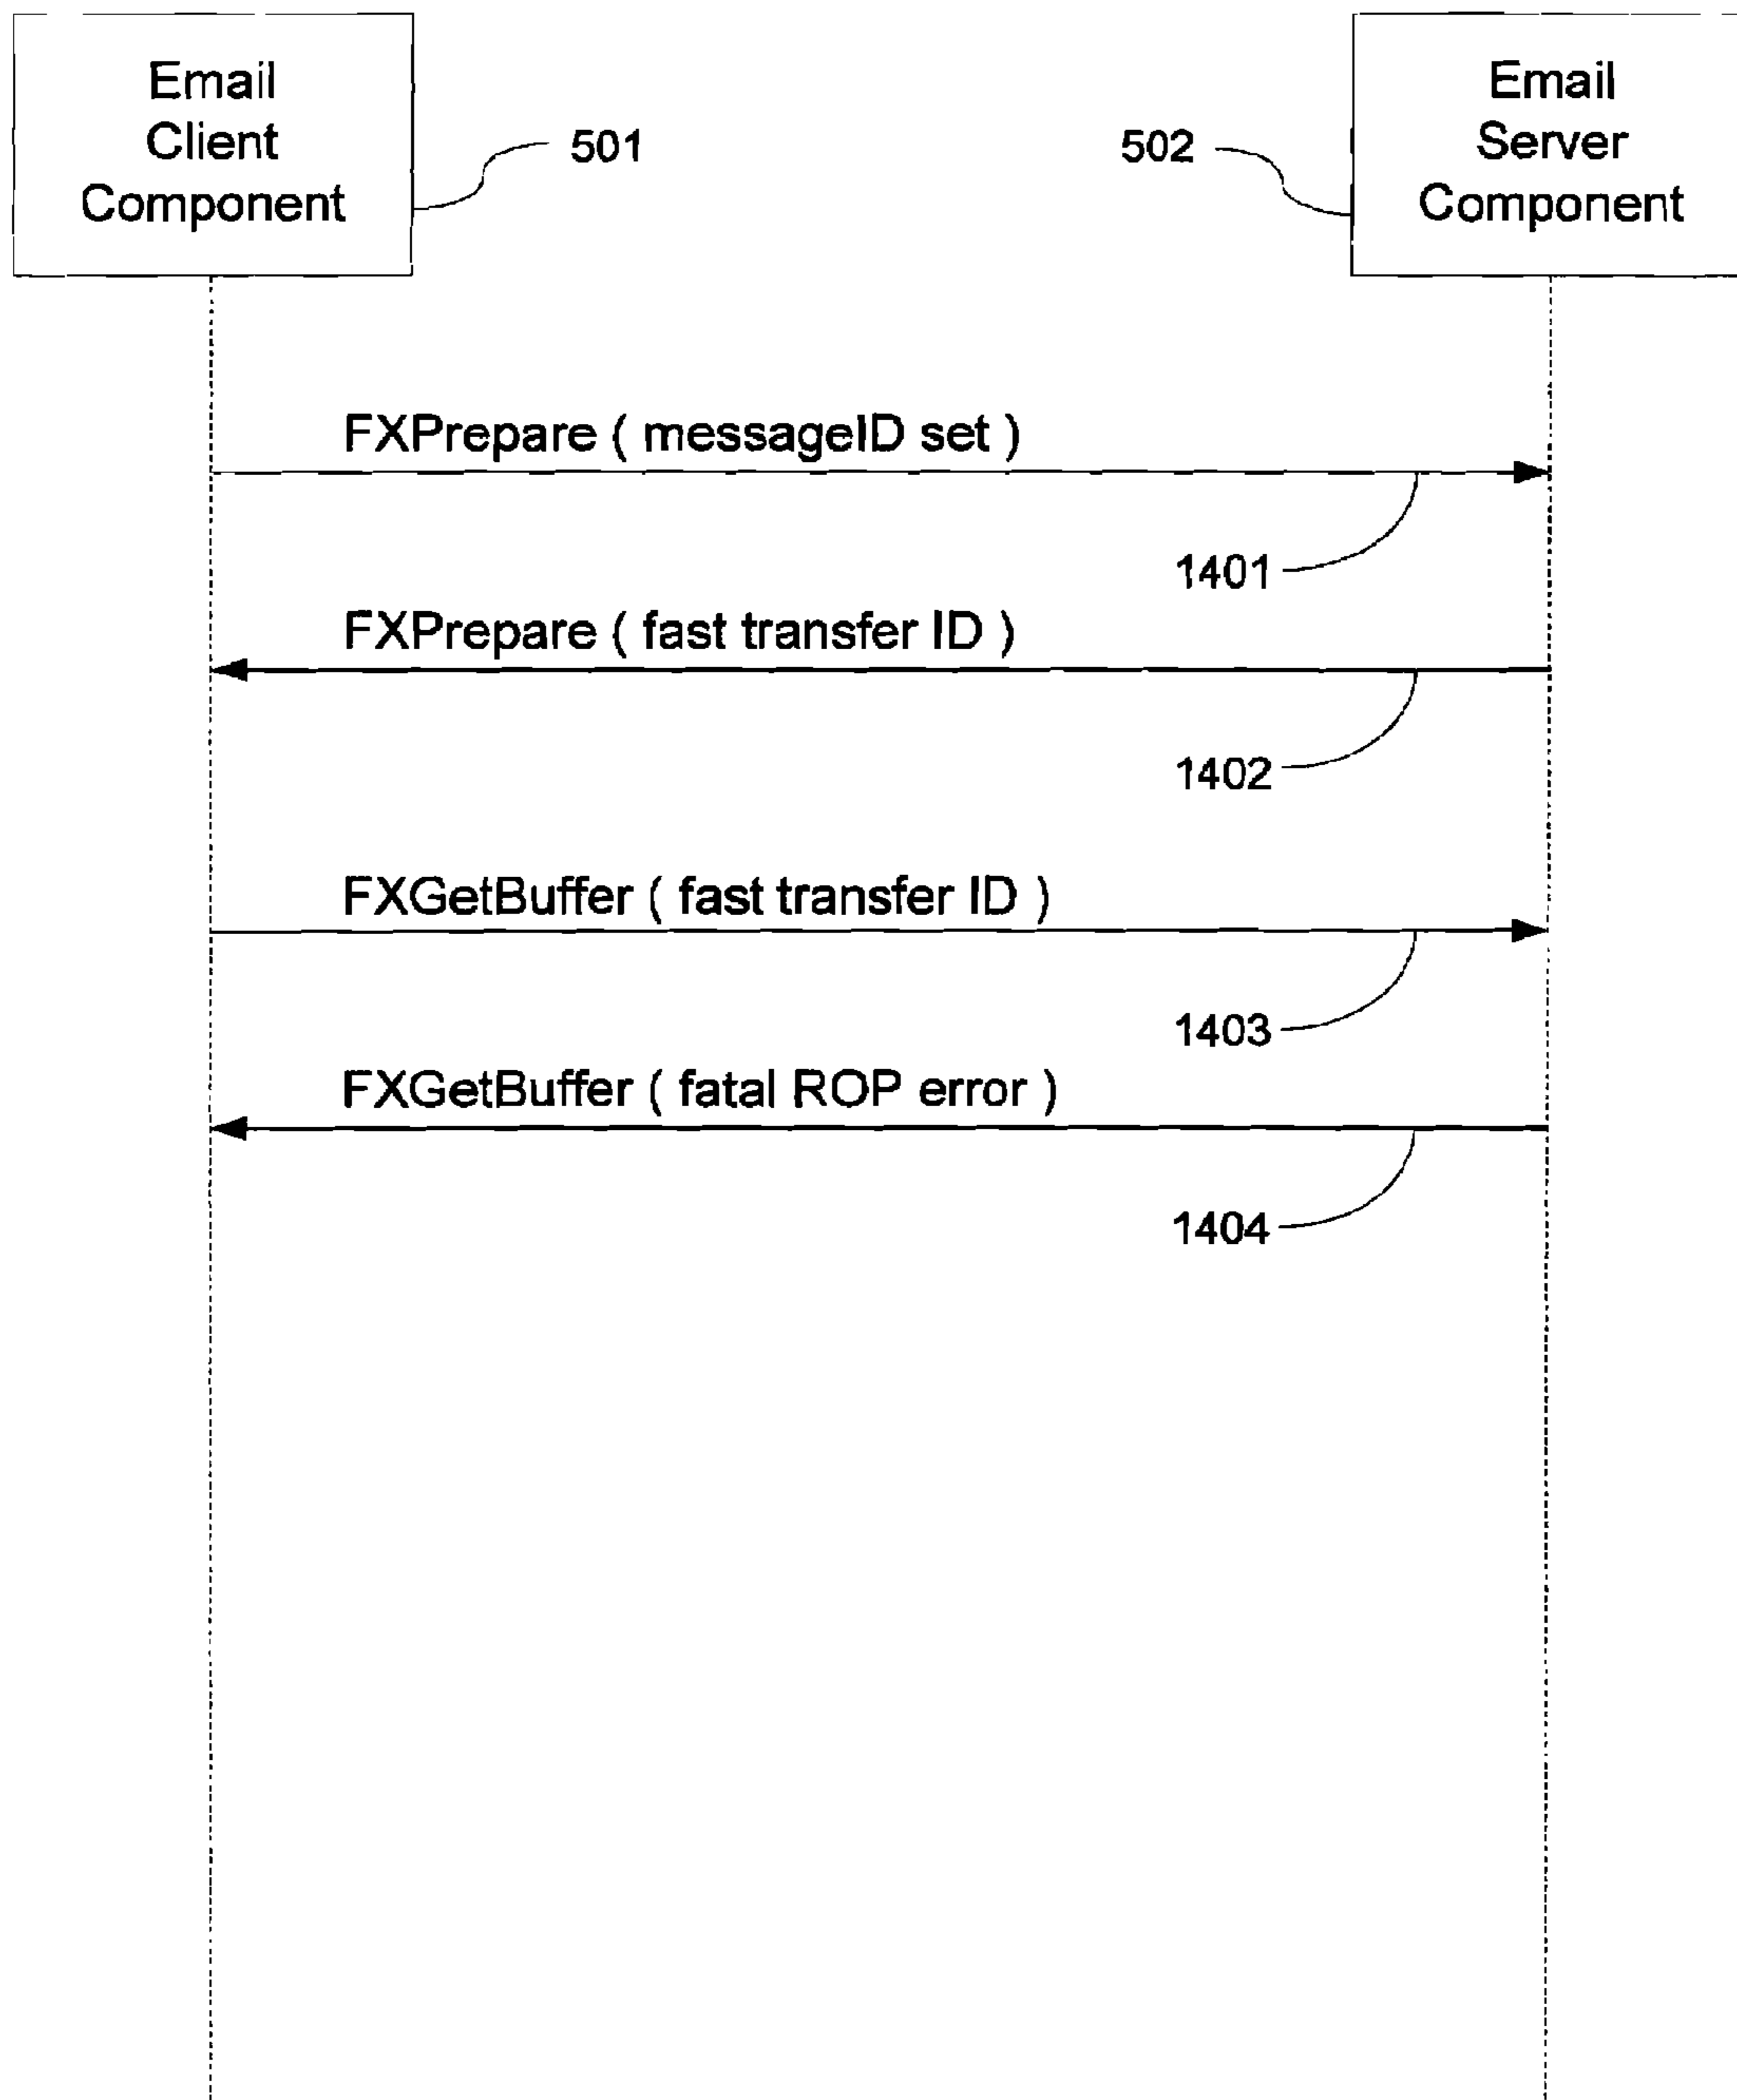 Email
Client
Component
501
502
Email
Server
Component
FXPrepare ( messageID set )
1401
FXPrepare ( fast transfer ID )
1402
FXGetBuffer ( fast transfer ID )
1403
FXGetBuffer ( fatal ROP error )
1404